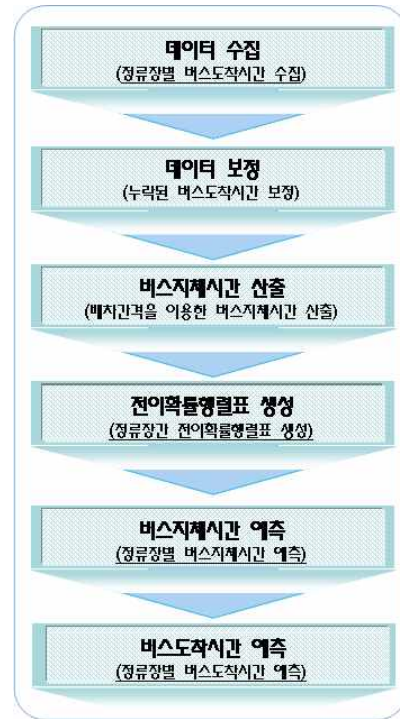 데이터 수집
(정류장별 버스도착시간 수집)
데이터 보정
(누락된 버스도착시간 보정)
버스지체시간 산출
(배차간격을 이용한 버스지체시간 산출)
전이확률행렬표 생성
(정류장간 전이확률행렬표 생성)
버스지체시간 예측
(정류장별 버스지체시간 예측)
버스도착시간 예측
(정류장별 버스도착시간 예측)